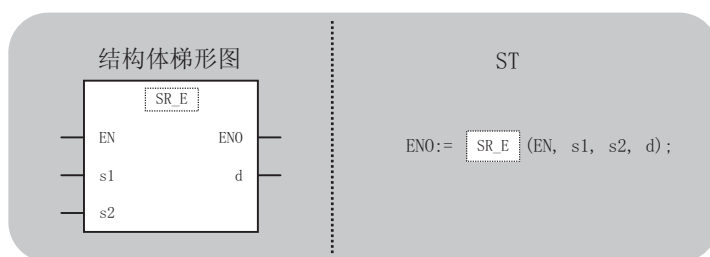 结构体梯形图
SR_E
EN ENO
s1 d
s2
ST
ENO:= SR_E (EN, s1, s2, d);